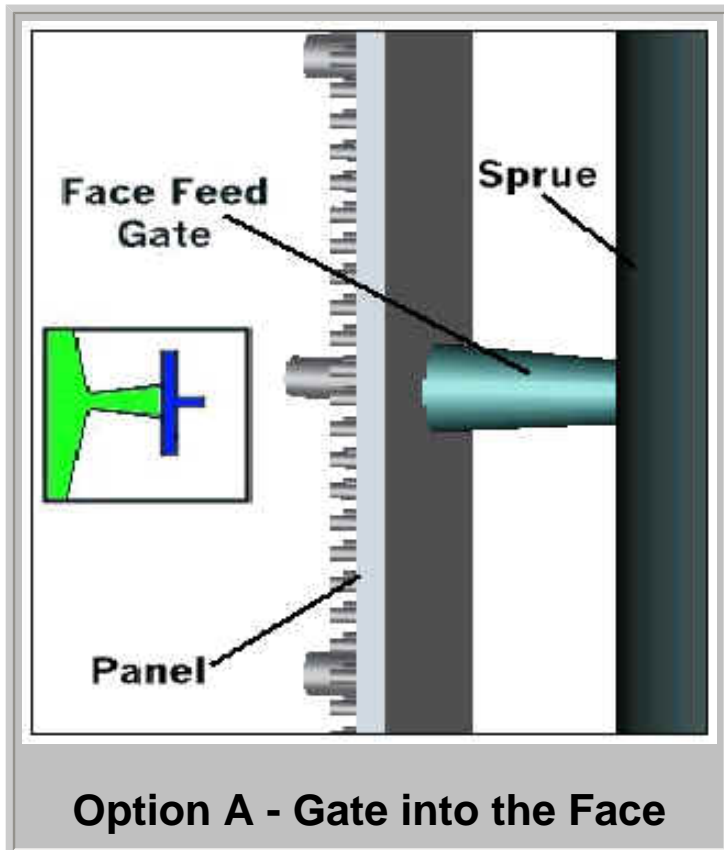 Face Feed
Gate
Sprue
Panel
Option A - Gate into the Face